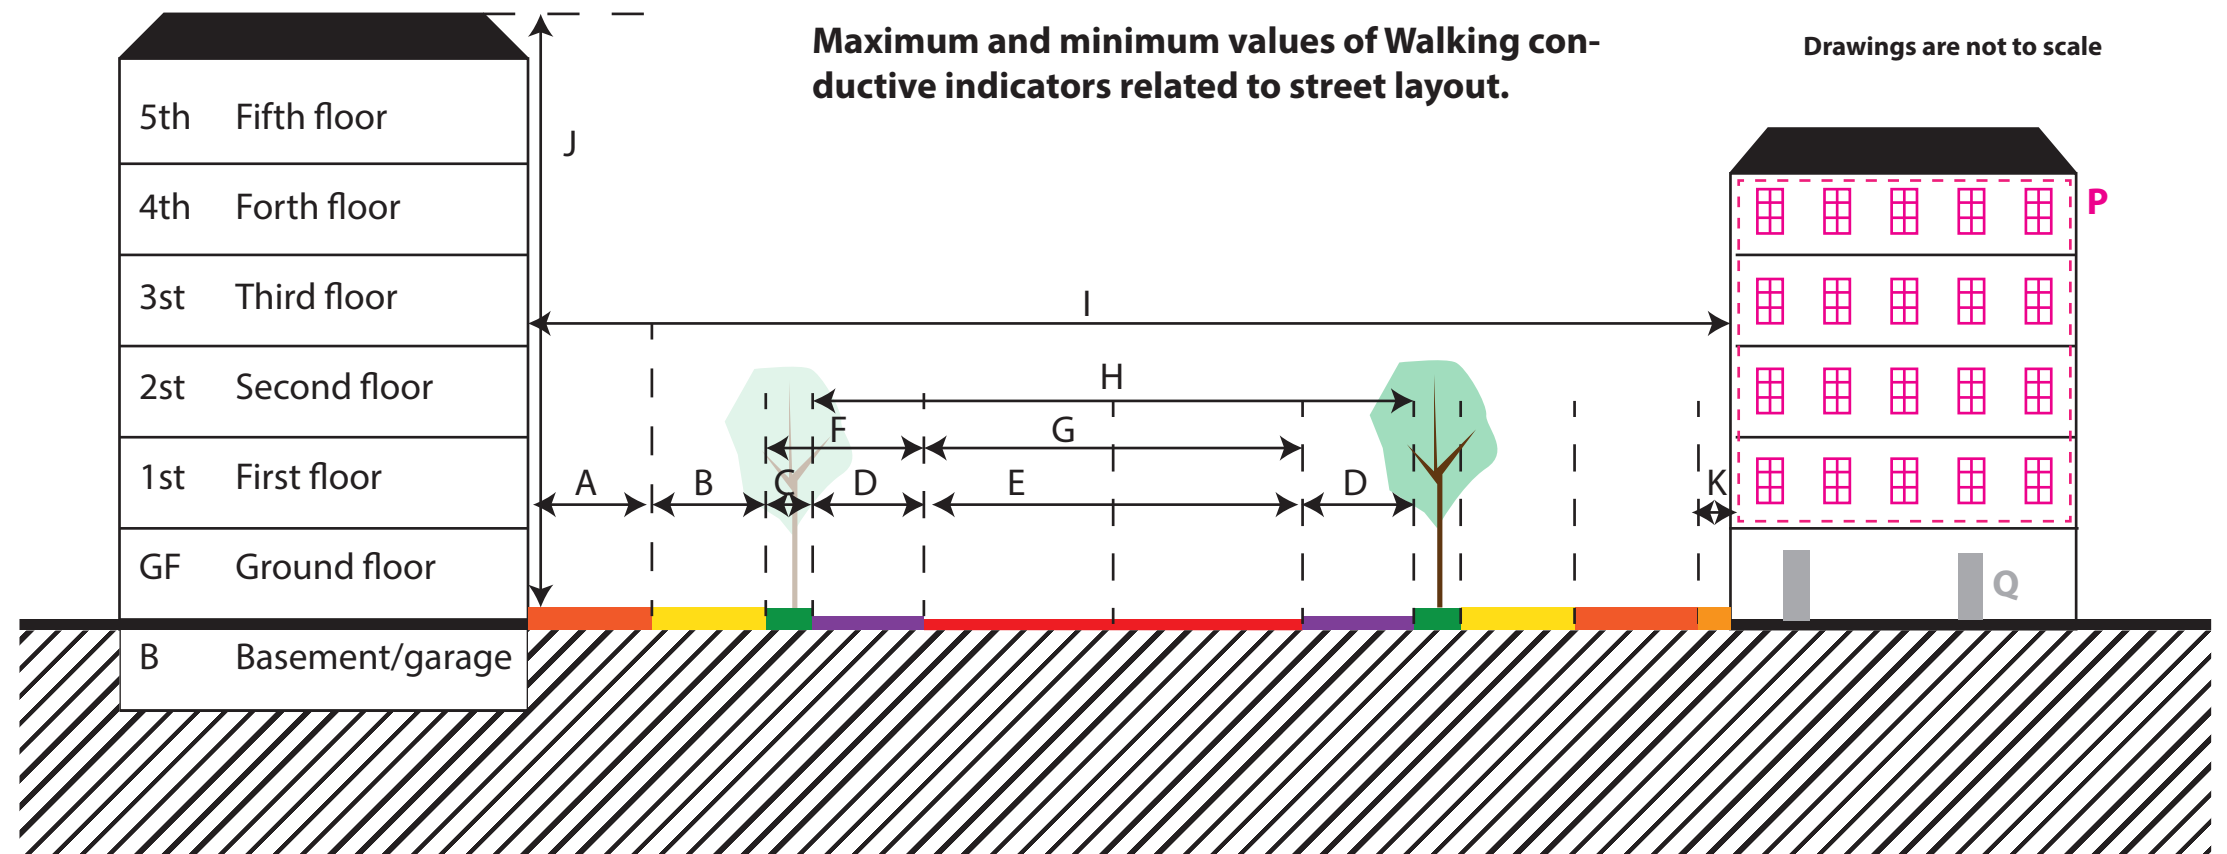 Maximum and minimum values of Walking con-
ductive indicators related to street layout.
Drawings are not to scale
5th Fifth floor
4th Forth floor
3st Third floor
2st Second floor
1st First floor
GF Ground floor
B Basement/garage
J
I
H
F
G
A
B
C
D
E
D
K
P
Q